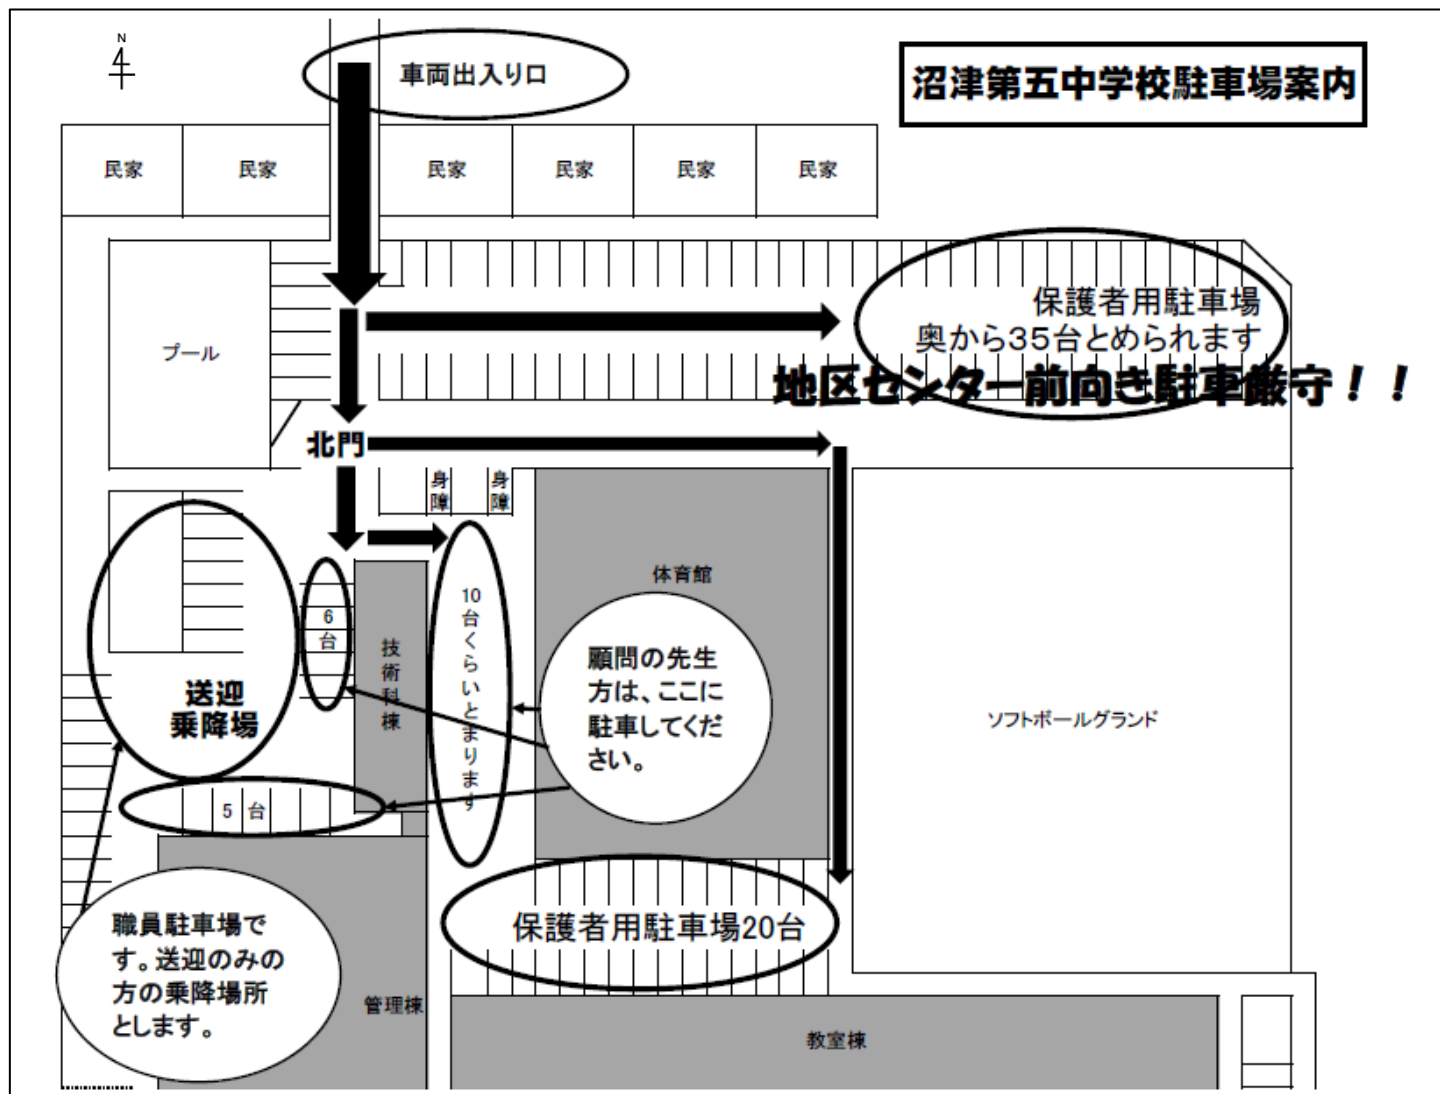 N
車両出入り口
沼津第五中学校駐車場案内
民家
民家
民家
民家
民家
民家
保護者用駐車場
奥から35台とめられます
地区センター前向き駐車厳守！！
プール
北門
身障
身障
体育館
6台
技術科棟
10台くらいとまります
顧問の先生
方は、ここに
駐車してくだ
さい。
送迎
乗降場
ソフトボールグランド
5 台
保護者用駐車場20台
職員駐車場で
す。送迎のみの
方の乗降場所
とします。
管理棟
教室棟